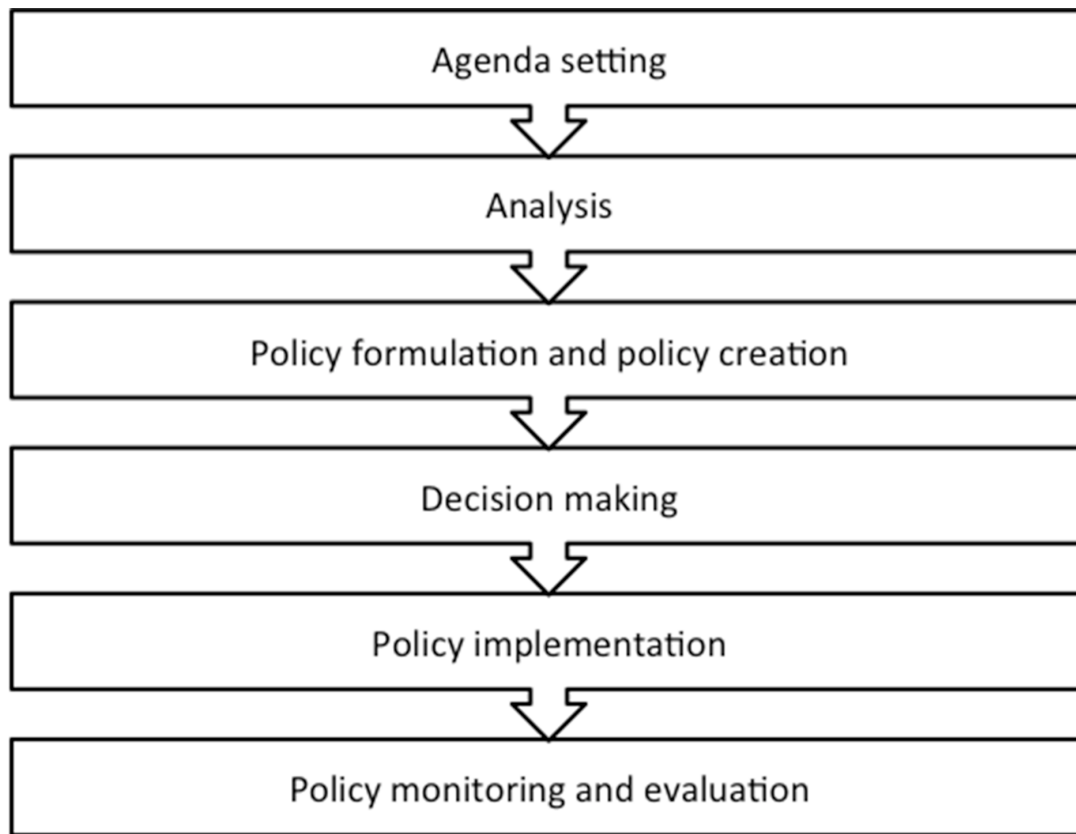 Agenda setting
Analysis
Policy formulation and policy creation
Decision making
Policy implementation
Policy monitoring and evaluation